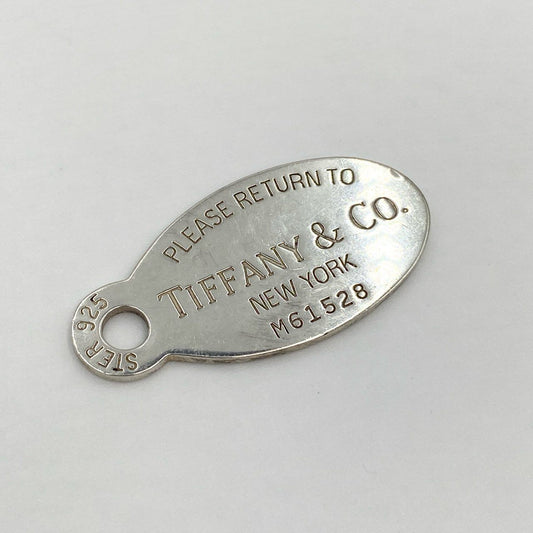 PLEASE RETURN TO
TIFFANY & CO.
NEW YORK
M61528
STER 925